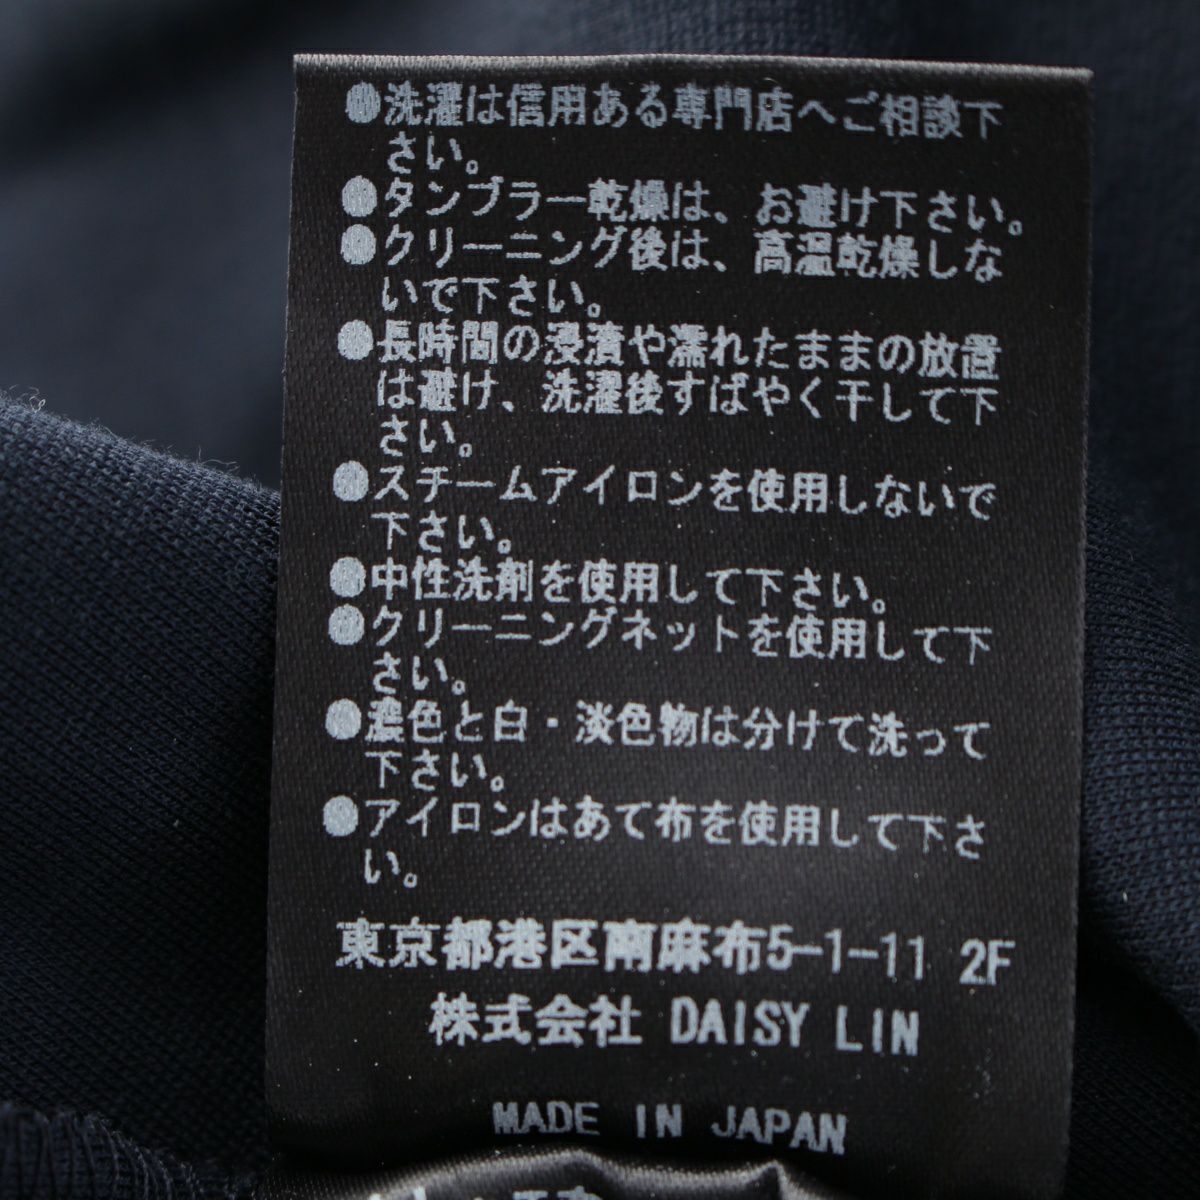 ●洗濯は信用ある専門店へご相談下
さい。
●タンブラー乾燥は、お避け下さい。
●クリーニング後は、高温乾燥しな
いで下さい。
●長時間の浸漬や濡れたままの放置
は避け、洗濯後すばやく干して下
さい。
●スチームアイロンを使用しないで
下さい。
●中性洗剤を使用して下さい。
●クリーニングネットを使用して下
さい。
●濃色と白・淡色物は分けて洗って
下さい。
●アイロンはあて布を使用して下さ
い。
東京都港区南麻布5-1-11 2F
株式会社 DAISY LIN
MADE IN JAPAN